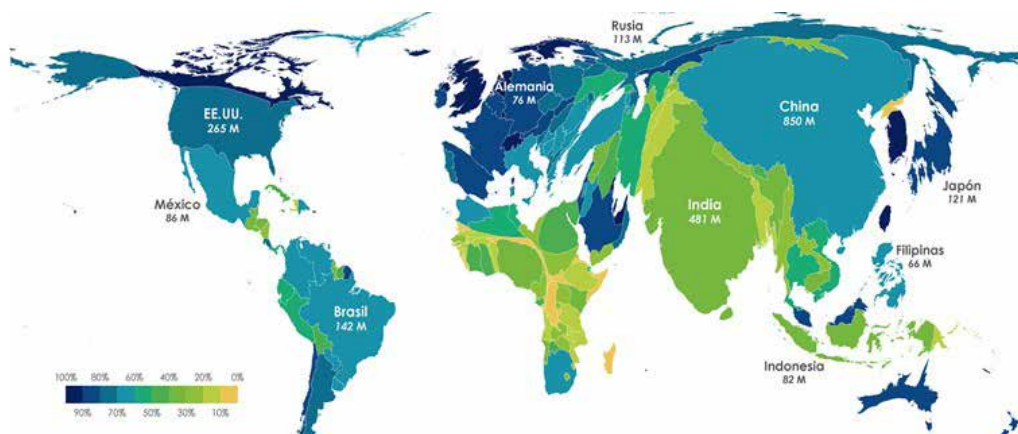 Rusia
113 M
Alemania
76 M
EE.UU.
265 M
China
850 M
México
86 M
India
481 M
Japón
121 M
Filipinas
66 M
Brasil
142 M
Indonesia
82 M
100% 80% 60% 40% 20% 0%
90% 70% 50% 30% 10%